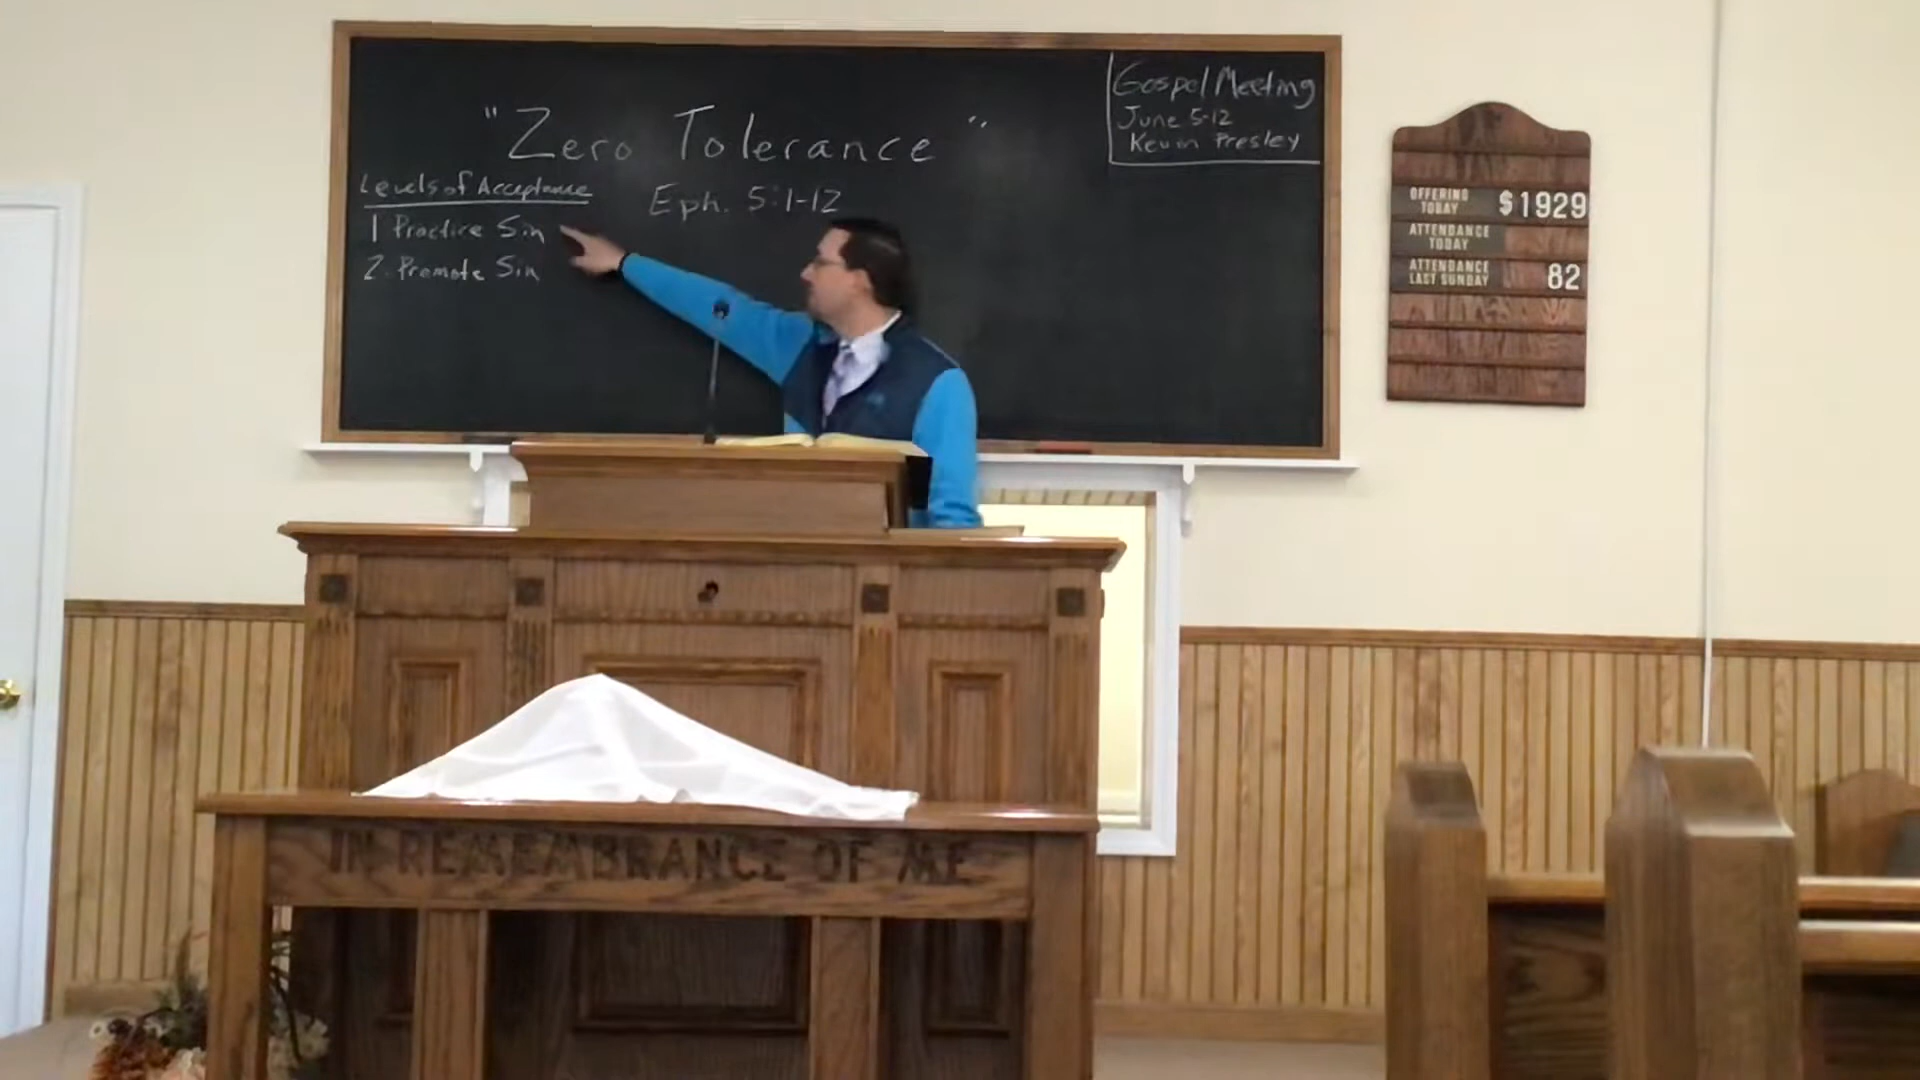 "Zero Tolerance"
Levels of Acceptance
Eph. 5:1-12
1 Practice Sin
2. Promote Sin
Gospel Meeting
June 5-12
Kevin Presley
OFFERING TODAY $1929
ATTENDANCE TODAY
ATTENDANCE LAST SUNDAY 82
IN REMEMBRANCE OF ME